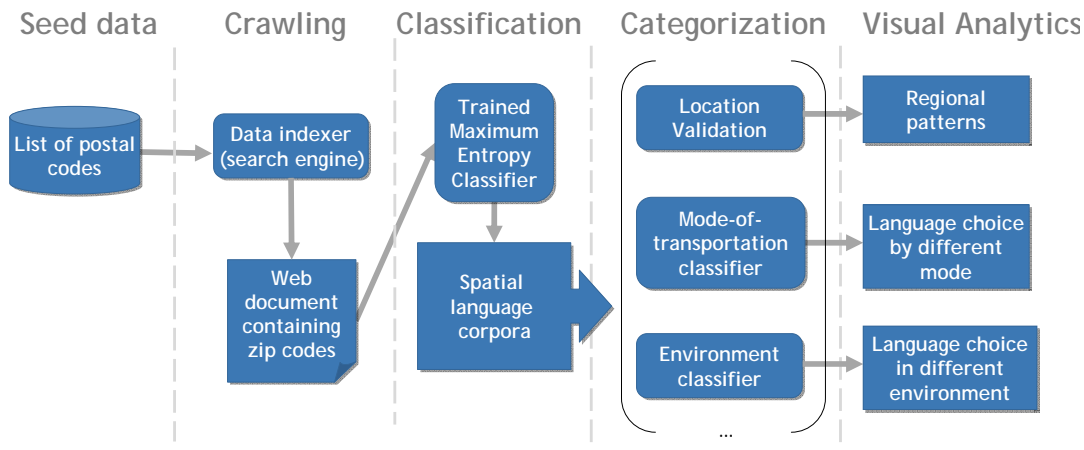 Seed data
Crawling
Classification
Categorization
Visual Analytics
List of postal
codes
Data indexer
(search engine)
Web
document
containing
zip codes
Trained
Maximum
Entropy
Classifier
Spatial
language
corpora
Location
Validation
Mode-of-
transportation
classifier
Environment
classifier
...
Regional
patterns
Language choice
by different
mode
Language choice
in different
environment